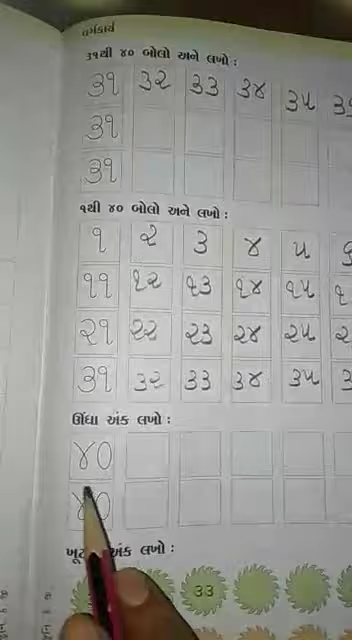 વર્ગકાર્ય
૩૧થી ૪૦ બોલો અને લખો :
૩૧ ૩૨ ૩૩ ૩૪ ૩૫
૩૧
૩૧
૧થી ૪૦ બોલો અને લખો :
૧ ૨ ૩ ૪ ૫
૧૧ ૧૨ ૧૩ ૧૪ ૧૫
૨૧ ૨૨ ૨૩ ૨૪ ૨૫
૩૧ ૩૨ ૩૩ ૩૪ ૩૫
ઊંધા અંક લખો :
૪૦
૪૦
અંક લખો :
૩૩